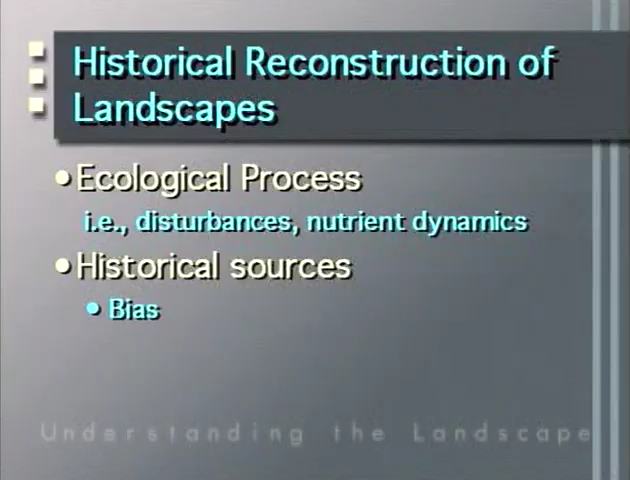 Historical Reconstruction of
Landscapes
•Ecological Process
i.e., disturbances, nutrient dynamics
•Historical sources
• Bias
Understanding the Landscape